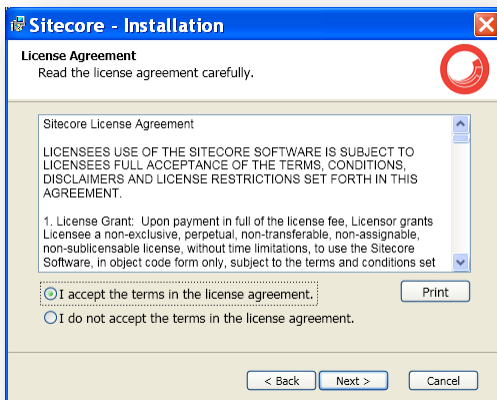 Sitecore - Installation
License Agreement
Read the license agreement carefully.
Sitecore License Agreement
LICENSEES USE OF THE SITECORE SOFTWARE IS SUBJECT TO
LICENSEES FULL ACCEPTANCE OF THE TERMS, CONDITIONS,
DISCLAIMERS AND LICENSE RESTRICTIONS SET FORTH IN THIS
AGREEMENT.
1. License Grant: Upon payment in full of the license fee, Licensor grants
Licensee a non-exclusive, perpetual, non-transferable, non-assignable,
non-sublicensable license, without time limitations, to use the Sitecore
Software, in object code form only, subject to the terms and conditions set
I accept the terms in the license agreement.
Print
I do not accept the terms in the license agreement.
< Back
Next >
Cancel